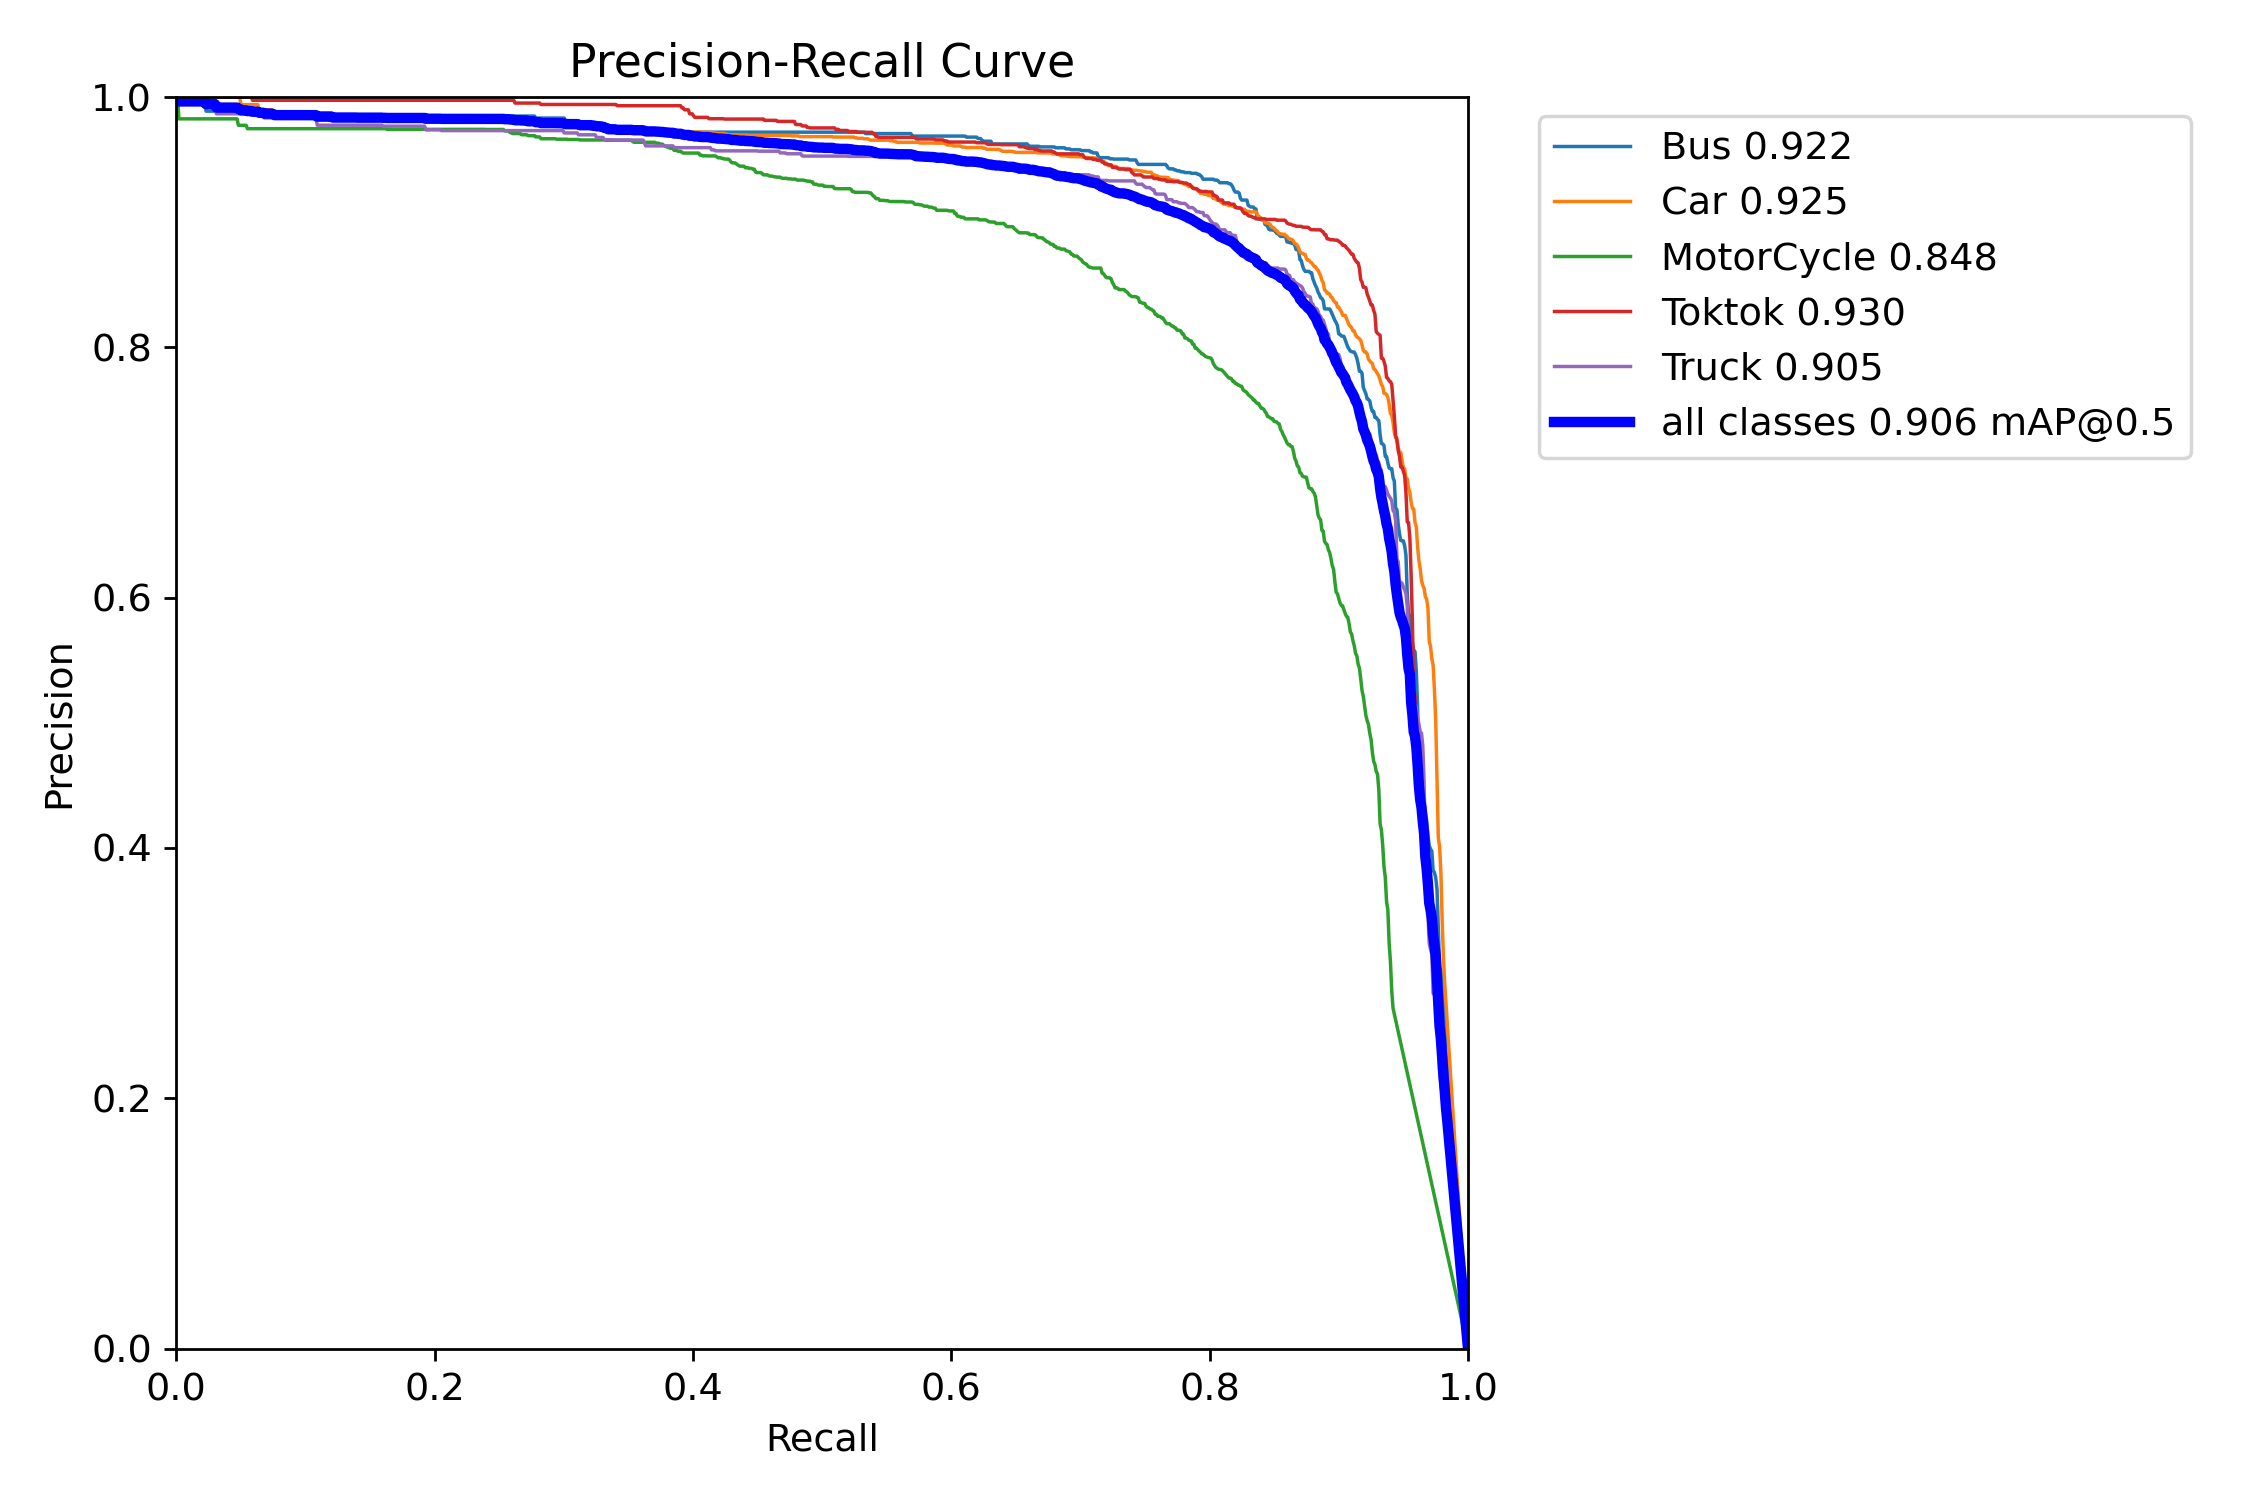 Precision-Recall Curve
1.0
0.8
0.6
0.4
0.2
0.0
Precision
0.0 0.2 0.4 0.6 0.8 1.0
Recall
Bus 0.922
Car 0.925
MotorCycle 0.848
Toktok 0.930
Truck 0.905
all classes 0.906 mAP@0.5